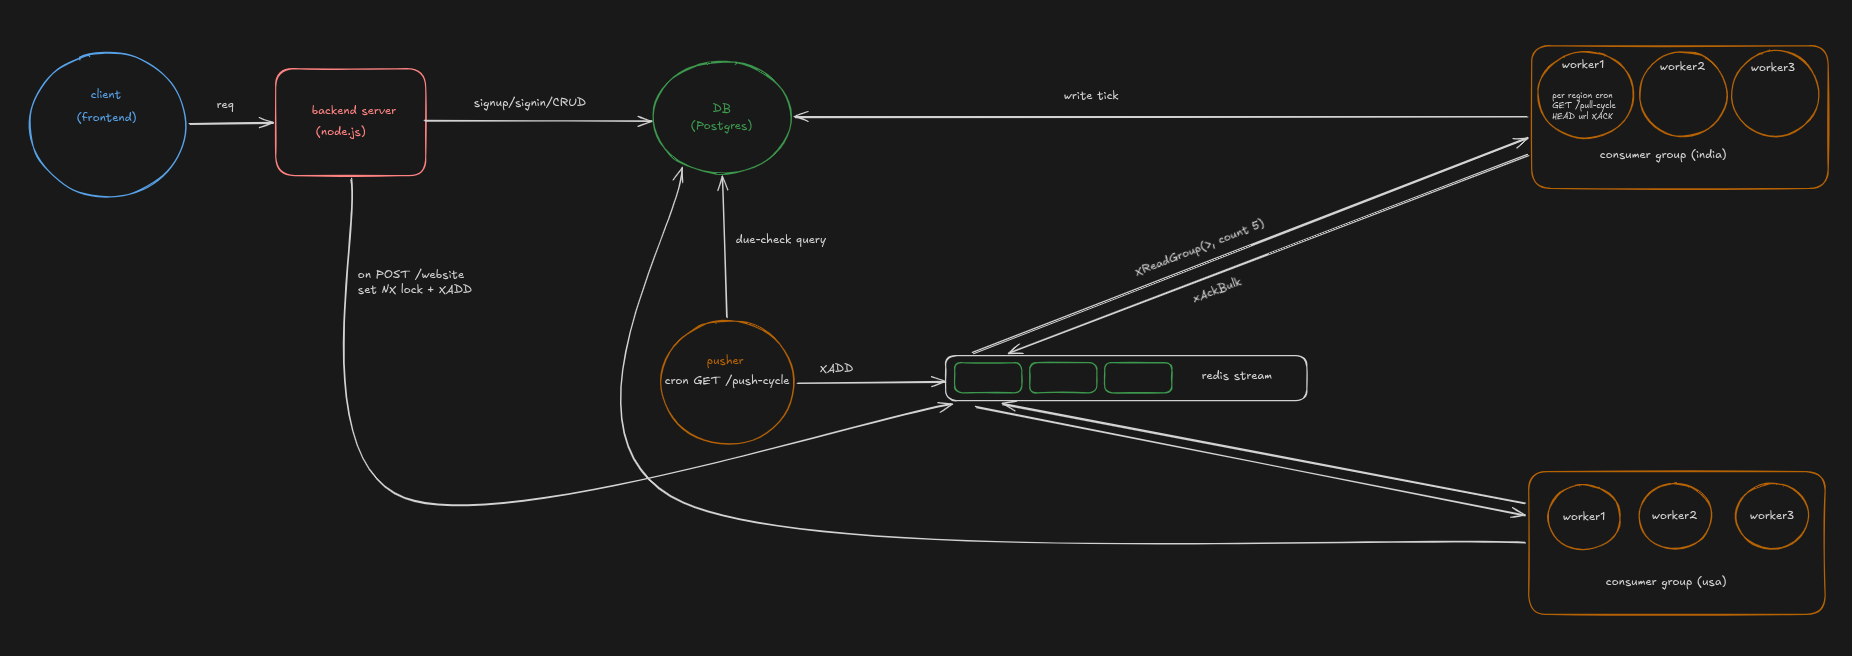 client
(frontend)
req
backend server
(node.js)
signup/signin/CRUD
DB
(Postgres)
write tick
worker1
worker2
worker3
per region cron
GET /pull-cycle
HEAD url XACK
consumer group (india)
on POST /website
set NX lock + XADD
due-check query
xReadGroup(>, count 5)
xAckBulk
pusher
cron GET /push-cycle
XADD
redis stream
worker1
worker2
worker3
consumer group (usa)